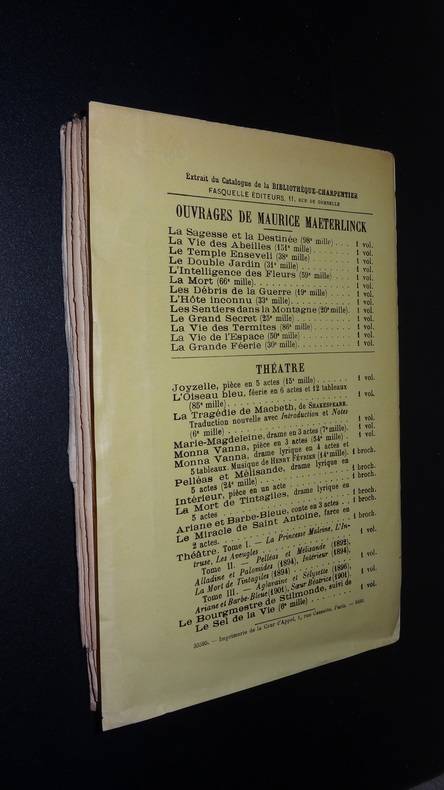 Extrait du Catalogue de la BIBLIOTHÈQUE-CHARPENTIER
FASQUELLE ÉDITEURS, 11, RUE DE GRENELLE
OUVRAGES DE MAURICE MAETERLINCK
La Sagesse et la Destinée (98e mille) . . . . 1 vol.
La Vie des Abeilles (151e mille) . . . . 1 vol.
Le Temple Enseveli (38e mille) . . . . 1 vol.
Le Double Jardin (31e mille) . . . . 1 vol.
L'Intelligence des Fleurs (59e mille) . . . . 1 vol.
La Mort (66e mille) . . . . 1 vol.
Les Débris de la Guerre (19e mille) . . . . 1 vol.
L'Hôte inconnu (33e mille) . . . . 1 vol.
Les Sentiers dans la Montagne (20e mille). 1 vol.
Le Grand Secret (25e mille) . . . . 1 vol.
La Vie des Termites (86e mille) . . . . 1 vol.
La Vie de l'Espace (50e mille) . . . . 1 vol.
La Grande Féerie (30e mille) . . . . 1 vol.
THÉATRE
Joyzelle, pièce en 5 actes (15e mille) . . . . 1 vol.
L'Oiseau bleu, féerie en 6 actes et 12 tableaux
(85e mille) . . . . 1 vol.
La Tragédie de Macbeth, de SHAKESPEARE.
Traduction nouvelle avec Introduction et Notes
(6e mille) . . . . 1 vol.
Marie-Magdeleine, drame en 3 actes (7e mille). 1 vol.
Monna Vanna, pièce en 3 actes (54e mille) . . 1 vol.
Monna Vanna, drame lyrique en 4 actes et
5 tableaux. Musique de HENRY FÉVRIER (14e mille). 1 broch.
Pelléas et Mélisande, drame lyrique en
5 actes (24e mille) . . . . 1 broch.
Intérieur, pièce en un acte . . . . 1 broch.
La Mort de Tintagiles, drame lyrique en
5 actes . . . . 1 broch.
Ariane et Barbe-Bleue, conte en 3 actes . . 1 broch.
Le Miracle de Saint Antoine, farce en
2 actes . . . . 1 broch.
Théâtre. Tome I. — La Princesse Maleine, L'In-
truse, Les Aveugles . . . . 1 vol.
Tome II. — Pelléas et Mélisande (1892),
Alladine et Palomides (1894), Intérieur (1894),
La Mort de Tintagiles (1894) . . . . 1 vol.
Tome III. — Aglavaine et Sélysette (1896),
Ariane et Barbe-Bleue (1901), Sœur Béatrice (1901). 1 vol.
Le Bourgmestre de Stilmonde, suivi de
Le Sel de la Vie (6e mille) . . . . 1 vol.
— Imprimerie de la Cour d'Appel, 1, rue Cassette, Paris. —